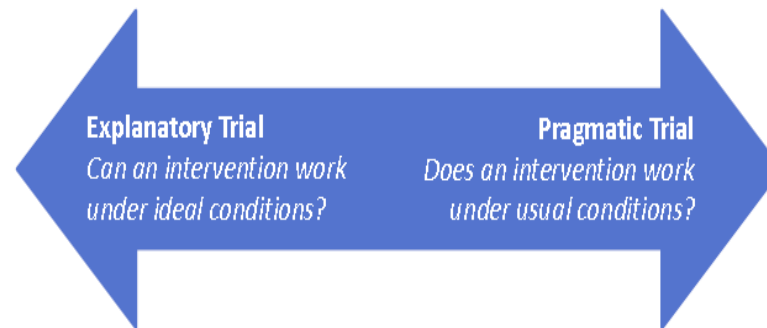 Explanatory Trial
Can an intervention work
under ideal conditions?
Pragmatic Trial
Does an intervention work
under usual conditions?